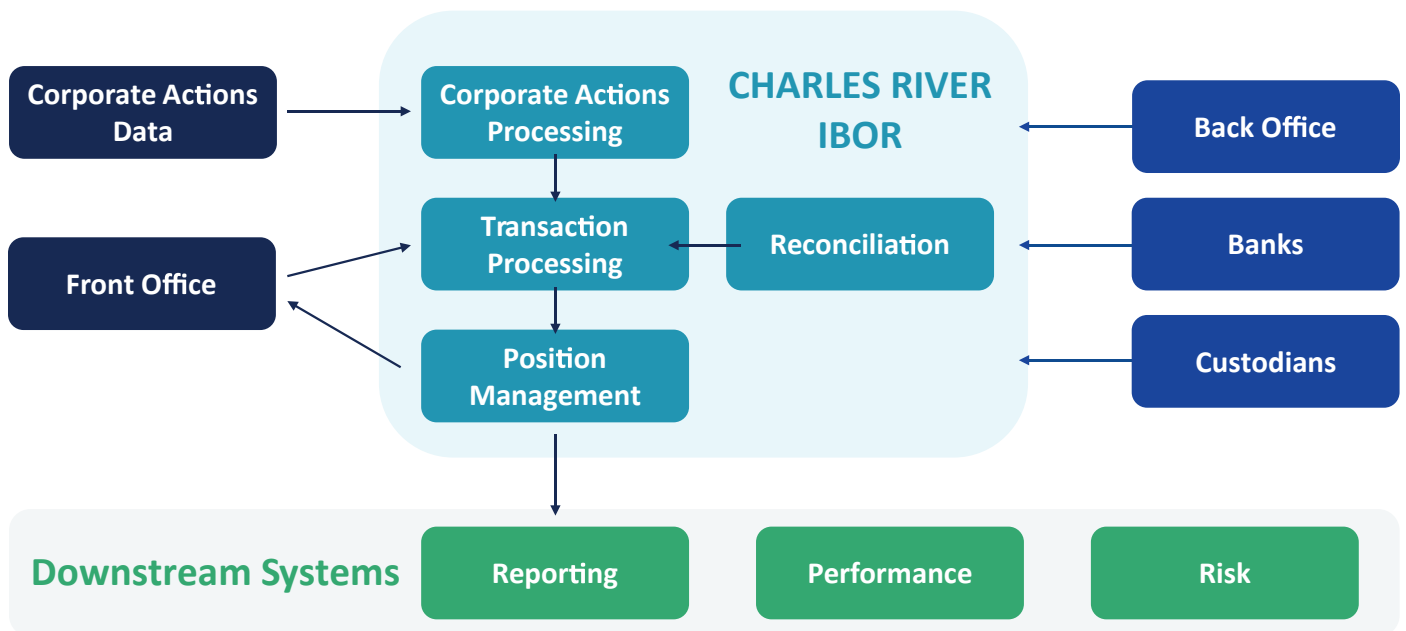 Corporate Actions
Data
Corporate Actions
Processing
CHARLES RIVER
IBOR
Back Office
Transaction
Processing
Reconciliation
Banks
Front Office
Position
Management
Custodians
Downstream Systems
Reporting
Performance
Risk